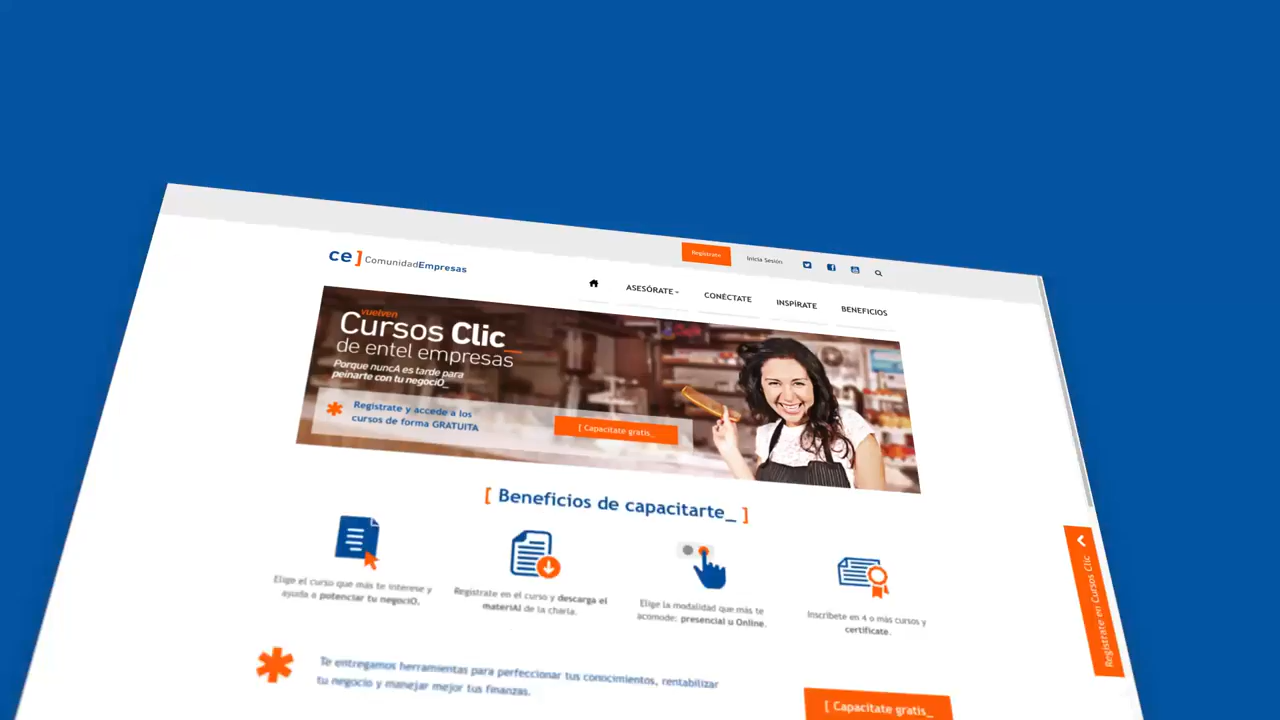 Regístrate
Inicia Sesión
ce] ComunidadEmpresas
ASESÓRATE
CONÉCTATE
INSPÍRATE
BENEFICIOS
vuelven
Cursos Clic_
de entel empresas
Porque nuncA es tarde para
peinarte con tu negociO_
Regístrate y accede a los
cursos de forma GRATUITA
[ Capacítate gratis_
[ Beneficios de capacitarte_ ]
Elige el curso que más te interese y
ayuda a potenciar tu negociO.
Regístrate en el curso y descarga el
materiAl de la charla.
Elige la modalidad que más te
acomode: presencial u Online.
Inscríbete en 4 o más cursos y
certifícate.
Te entregamos herramientas para perfeccionar tus conocimientos, rentabilizar
tu negocio y manejar mejor tus finanzas.
[ Capacítate gratis_
Regístrate en Cursos Clic